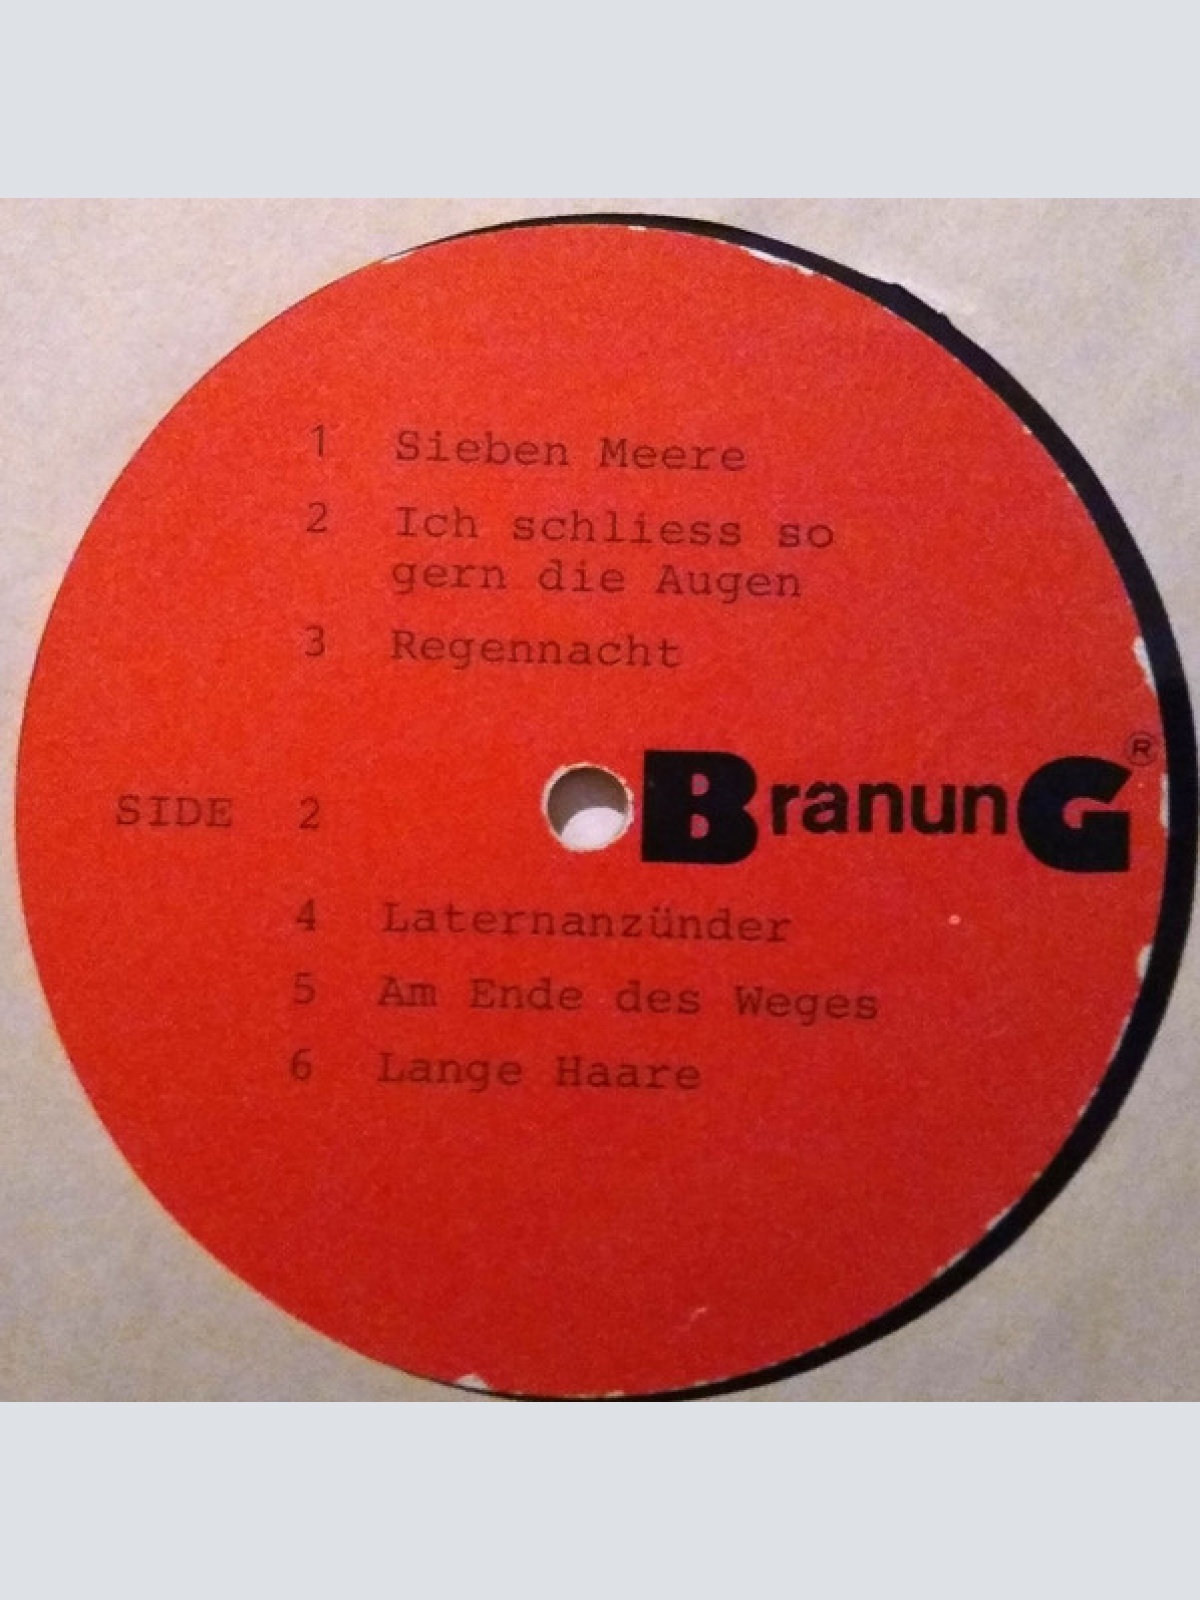 1 Sieben Meere
2 Ich schliess so
gern die Augen
3 Regennacht
SIDE 2
BranunG ®
4 Laternanzünder
5 Am Ende des Weges
6 Lange Haare